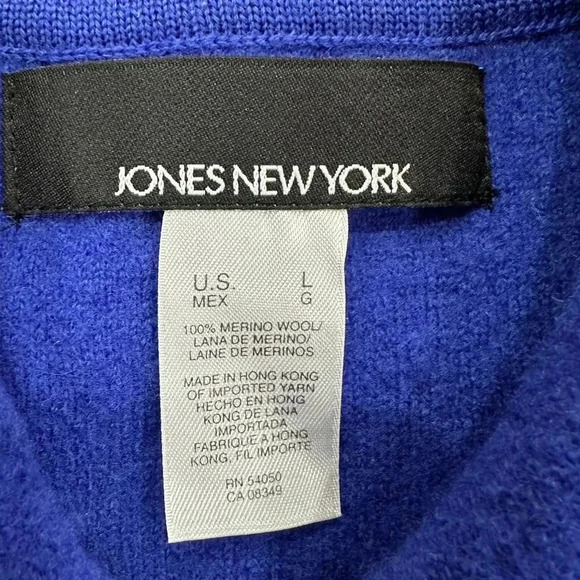 JONES NEW YORK
U.S. L
MEX G
100% MERINO WOOL/
LANA DE MERINO/
LAINE DE MERINOS
MADE IN HONG KONG
OF IMPORTED YARN
HECHO EN HONG
KONG DE LANA
IMPORTADA
FABRIQUE A HONG
KONG, FIL IMPORTE
RN 54050
CA 08349